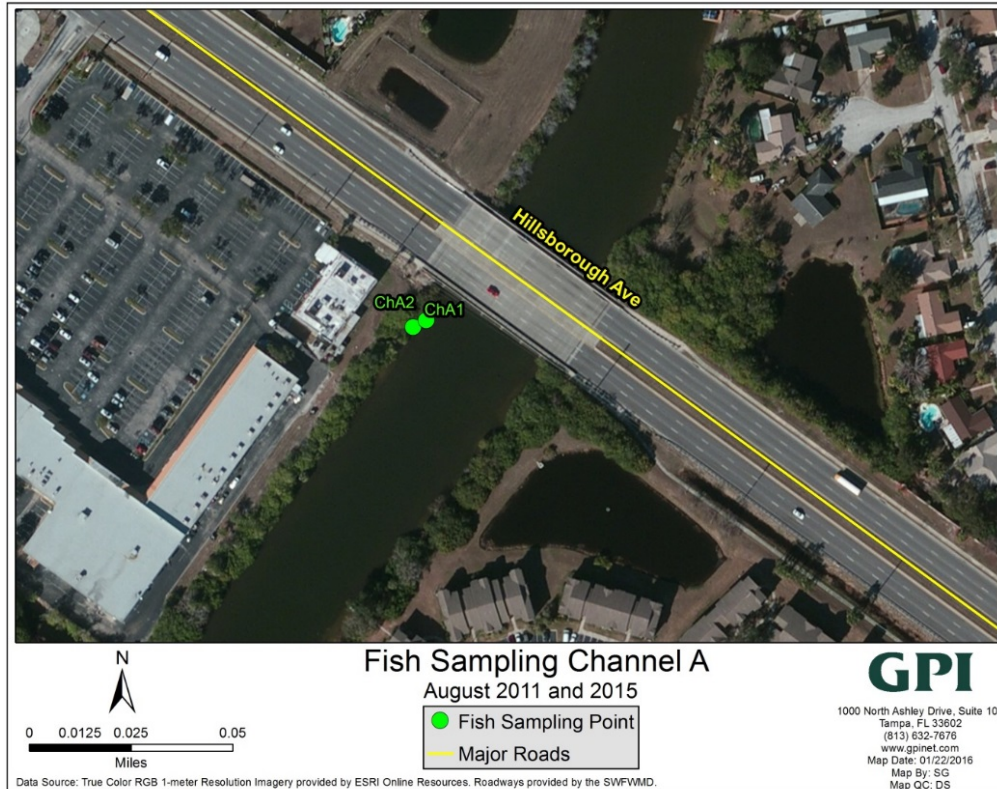 Hillsborough Ave
ChA2
ChA1
N
0 0.0125 0.025 0.05
Miles
Fish Sampling Channel A
August 2011 and 2015
Fish Sampling Point
Major Roads
GPI
1000 North Ashley Drive, Suite 10
Tampa, FL 33602
(813) 632-7676
www.gpinet.com
Map Date: 01/22/2016
Map By: SG
Map QC: DS
Data Source: True Color RGB 1-meter Resolution Imagery provided by ESRI Online Resources. Roadways provided by the SWFWMD.